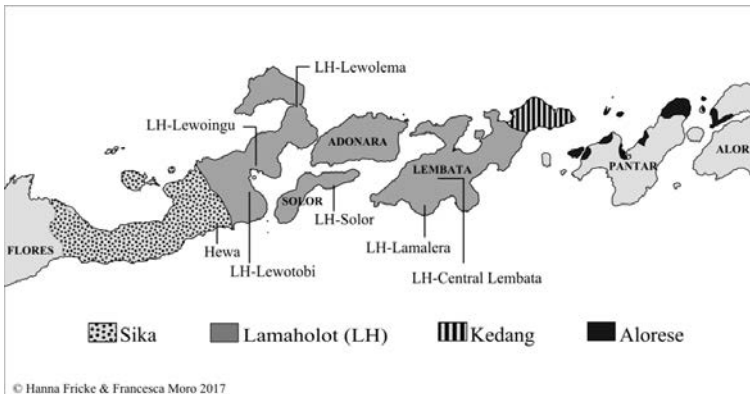 LH-Lewolema
LH-Lewoingu
ADONARA
ALOR
LEMBATA
PANTAR
SOLOR
LH-Solor
FLORES
Hewa
LH-Lamalera
LH-Lewotobi
LH-Central Lembata
Sika
Lamaholot (LH)
Kedang
Alorese
© Hanna Fricke & Francesca Moro 2017